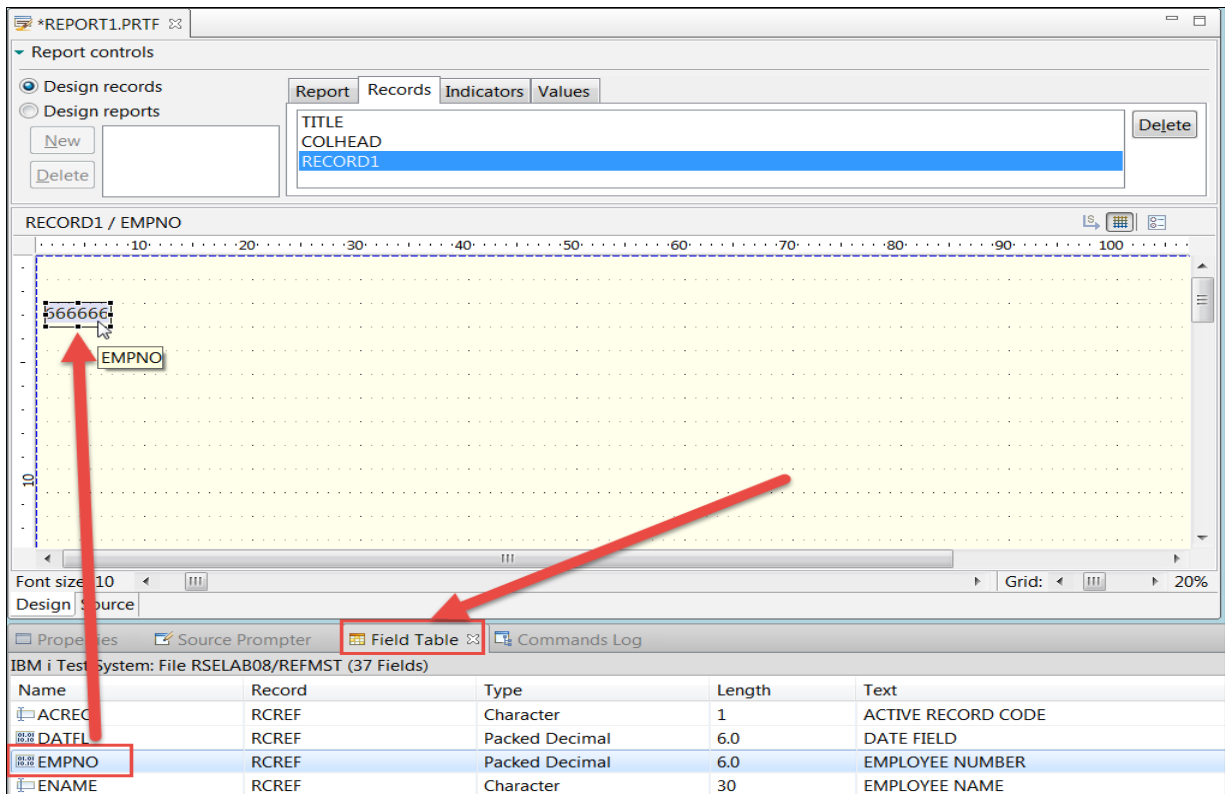 *REPORT1.PRTF
Report controls
Design records
Design reports
New
Delete
Report Records Indicators Values
TITLE
COLHEAD
RECORD1
Delete
RECORD1 / EMPNO
10 20 30 40 50 60 70 80 90 100
666666
EMPNO
10
Font size: 10 Grid: 20%
Design Source
Properties Source Prompter Field Table Commands Log
IBM i Test System: File RSELAB08/REFMST (37 Fields)
Name Record Type Length Text
ACREC RCREF Character 1 ACTIVE RECORD CODE
RCREF Packed Decimal 6.0 DATE FIELD
EMPNO RCREF Packed Decimal 6.0 EMPLOYEE NUMBER
ENAME RCREF Character 30 EMPLOYEE NAME